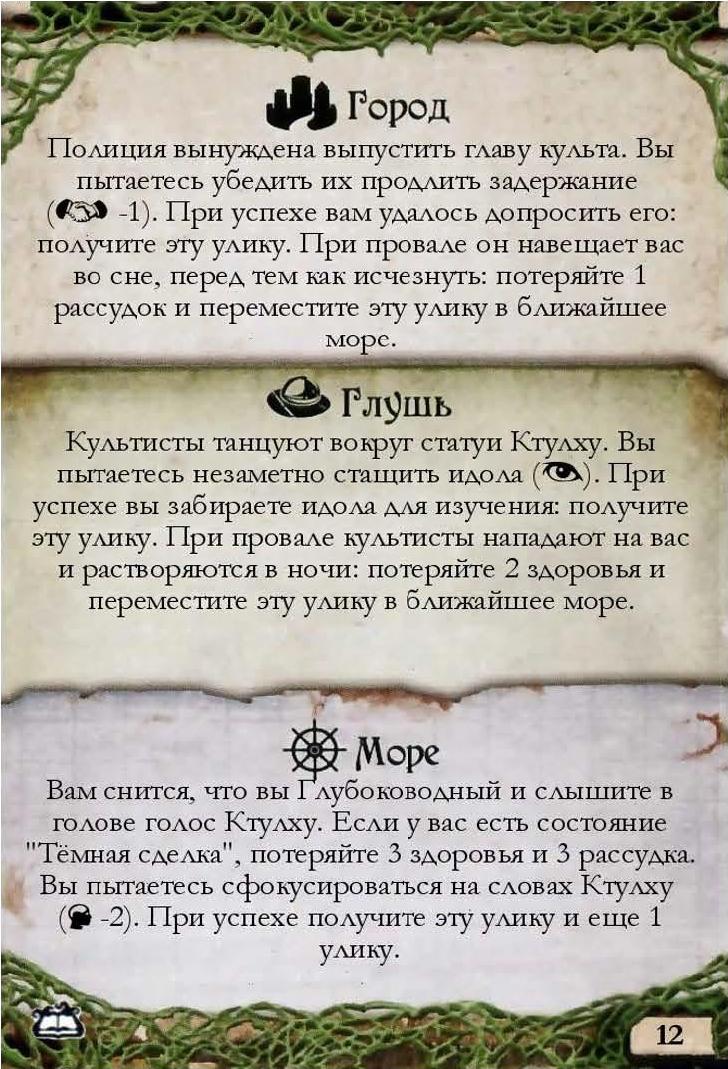 Город
Полиция вынуждена выпустить главу культа. Вы
пытаетесь убедить их продлить задержание
( -1). При успехе вам удалось допросить его:
получите эту улику. При провале он навещает вас
во сне, перед тем как исчезнуть: потеряйте 1
рассудок и переместите эту улику в ближайшее
море.
Глушь
Культисты танцуют вокруг статуи Ктулху. Вы
пытаетесь незаметно стащить идола ( ). При
успехе вы забираете идола для изучения: получите
эту улику. При провале культисты нападают на вас
и растворяются в ночи: потеряйте 2 здоровья и
переместите эту улику в ближайшее море.
Море
Вам снится, что вы Глубоководный и слышите в
голове голос Ктулху. Если у вас есть состояние
"Тёмная сделка", потеряйте 3 здоровья и 3 рассудка.
Вы пытаетесь сфокусироваться на словах Ктулху
( -2). При успехе получите эту улику и еще 1
улику.
12